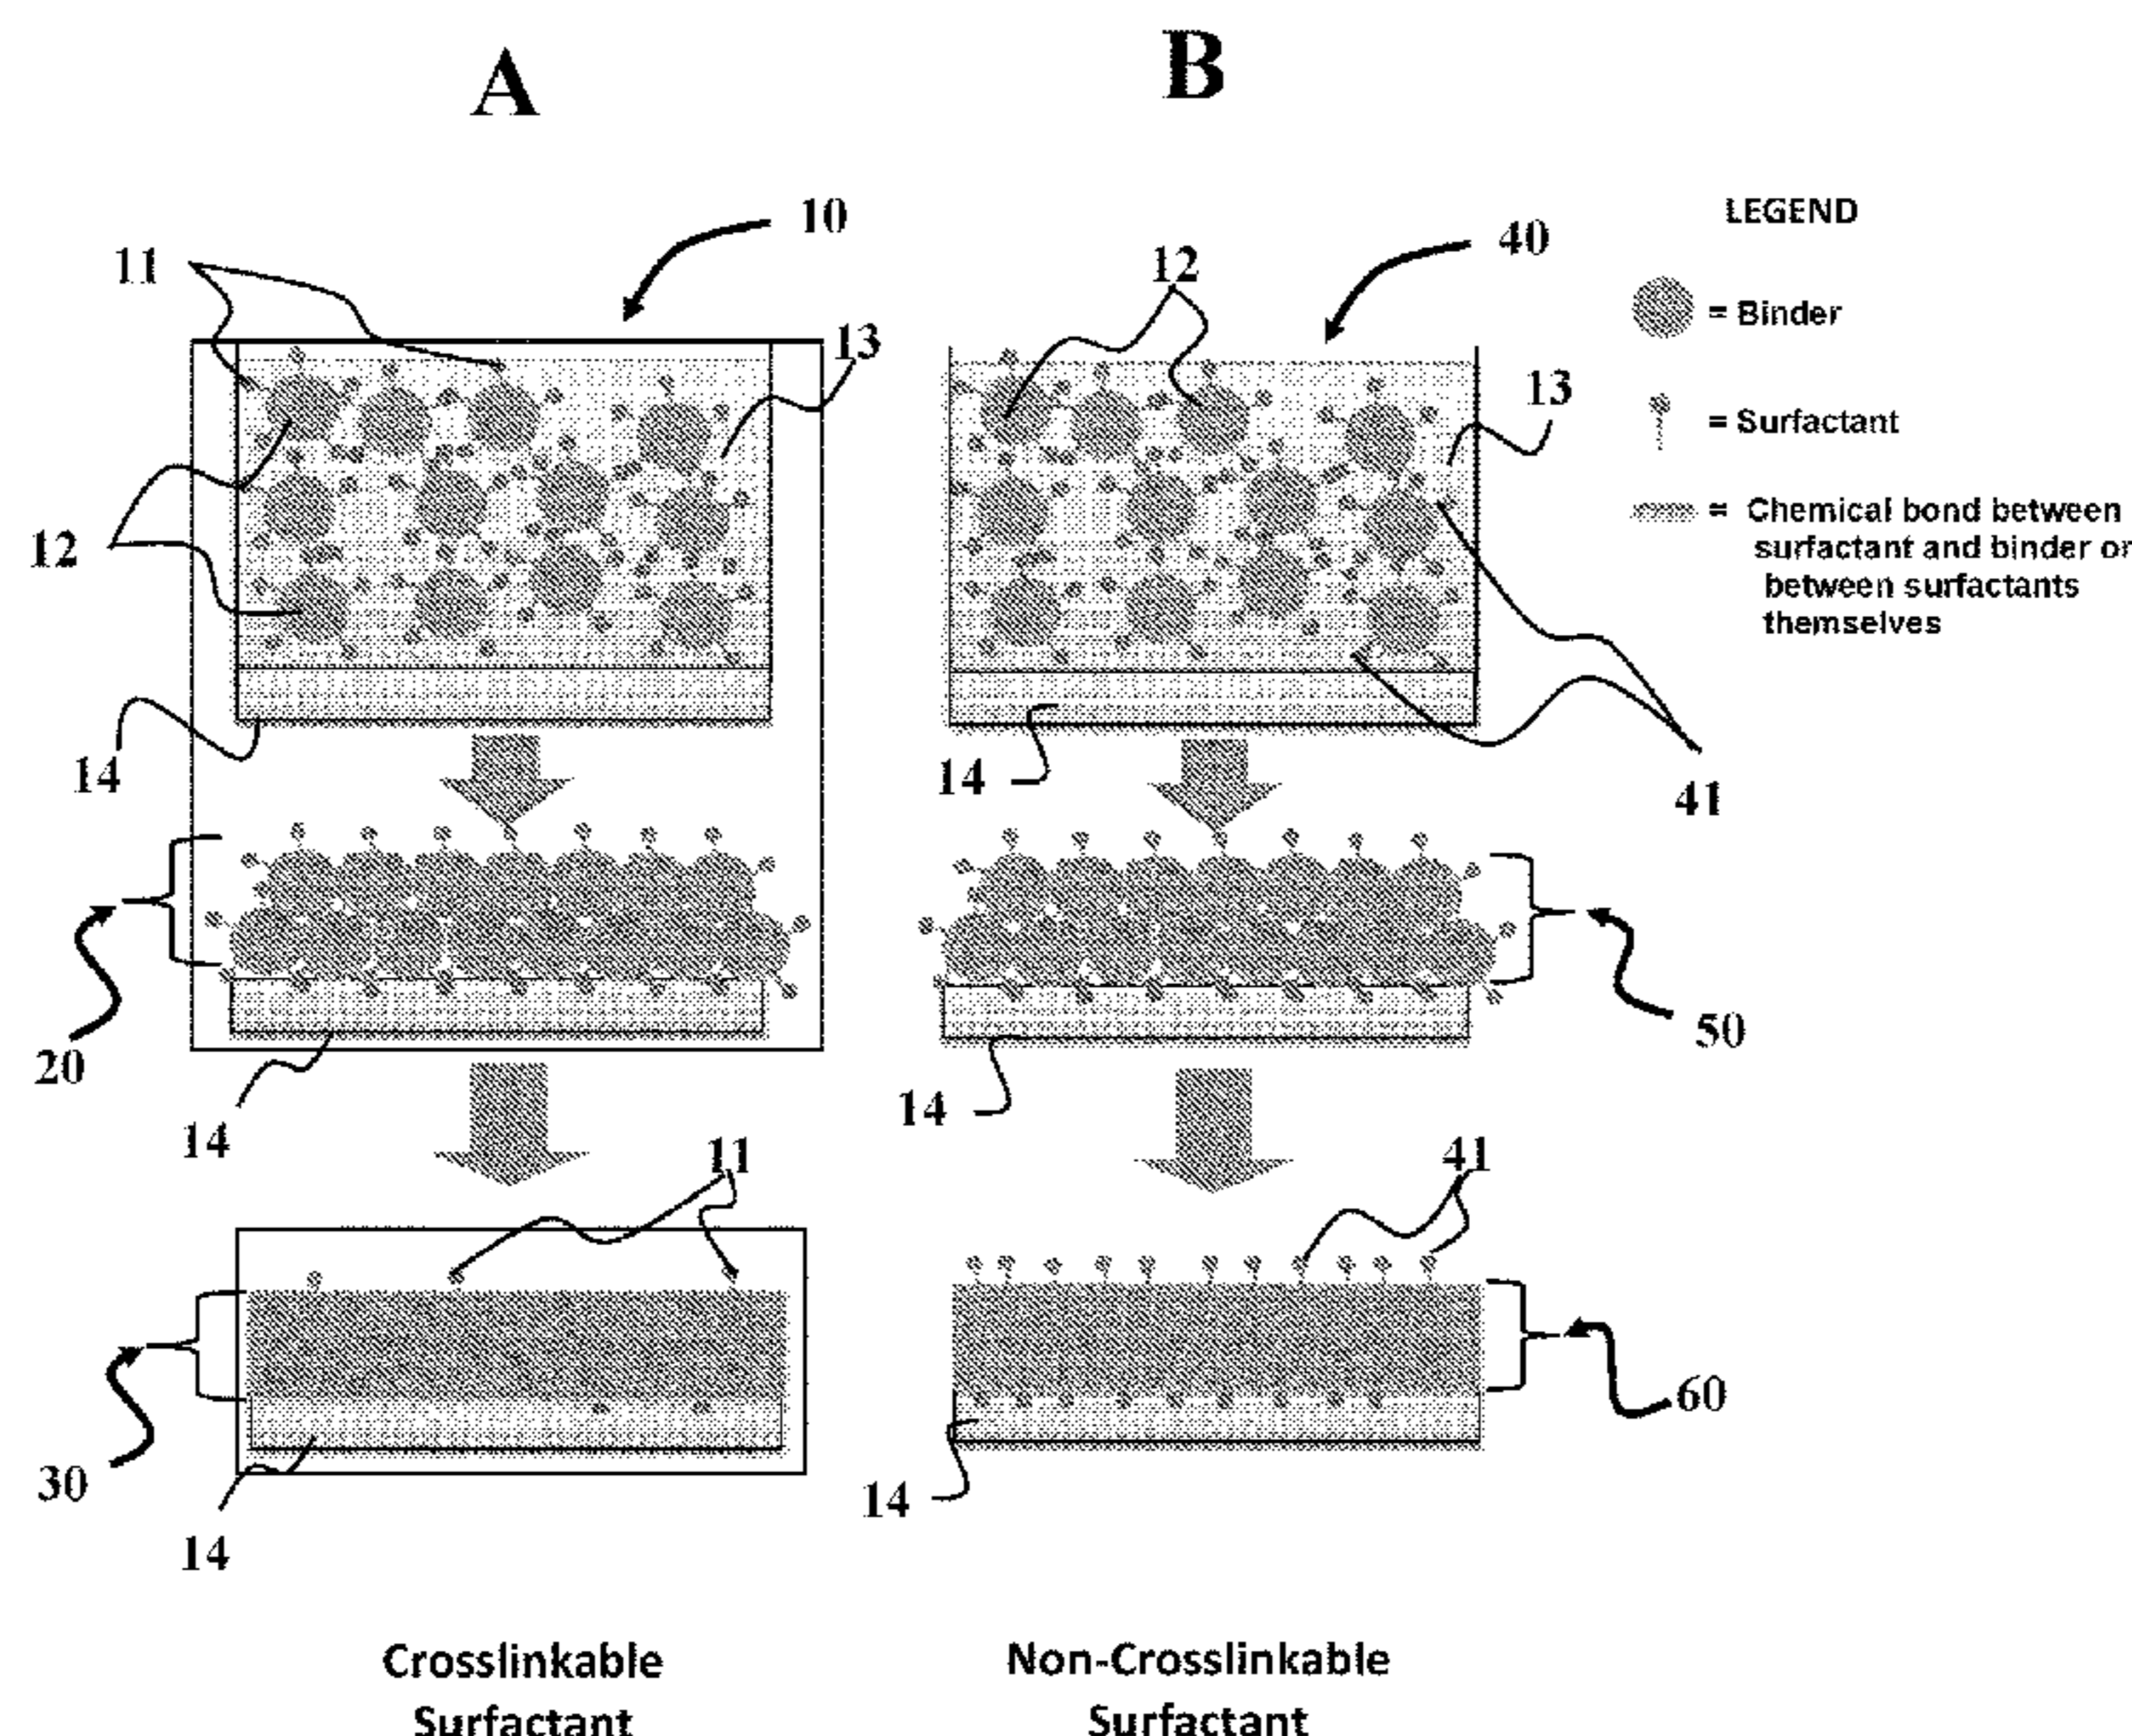 A
B
10
11
13
12
14
20
14
11
30
14
Crosslinkable
Surfactant
12
40
13
14
41
50
14
41
60
14
Non-Crosslinkable
Surfactant
LEGEND
= Binder
= Surfactant
= Chemical bond between
surfactant and binder or
between surfactants
themselves